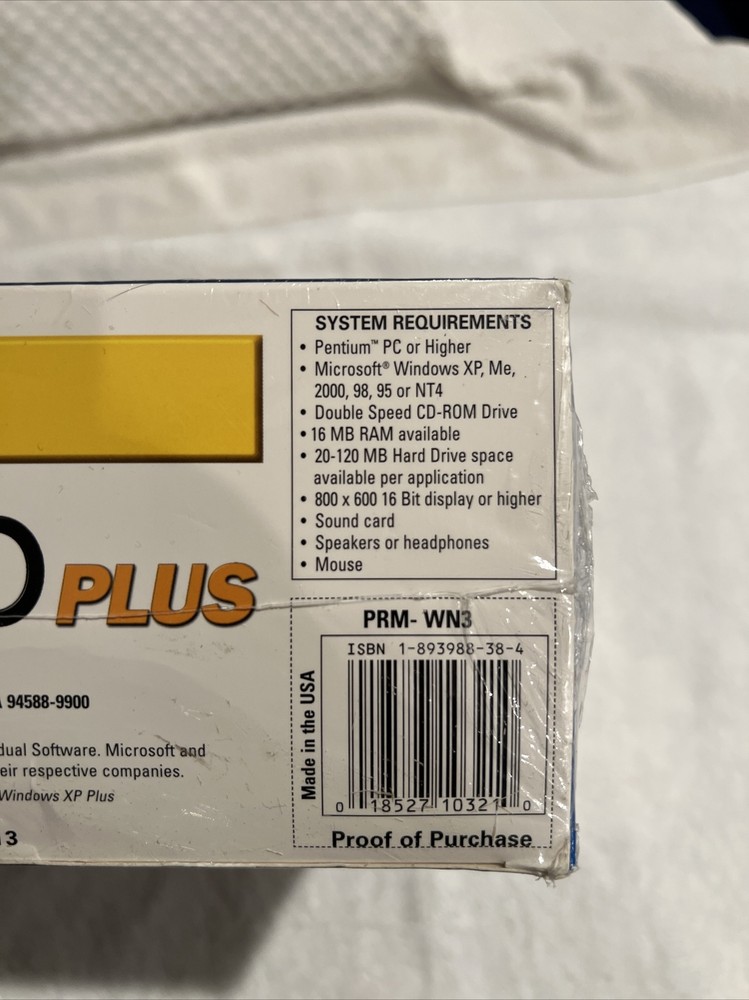 SYSTEM REQUIREMENTS
• Pentium™ PC or Higher
• Microsoft® Windows XP, Me,
2000, 98, 95 or NT4
• Double Speed CD-ROM Drive
• 16 MB RAM available
• 20-120 MB Hard Drive space
available per application
• 800 x 600 16 Bit display or higher
• Sound card
• Speakers or headphones
• Mouse
PLUS
PRM- WN3
ISBN 1-893988-38-4
Made in the USA
0 18527 10321 0
Proof of Purchase
94588-9900
Software. Microsoft and
respective companies.
Windows XP Plus
3